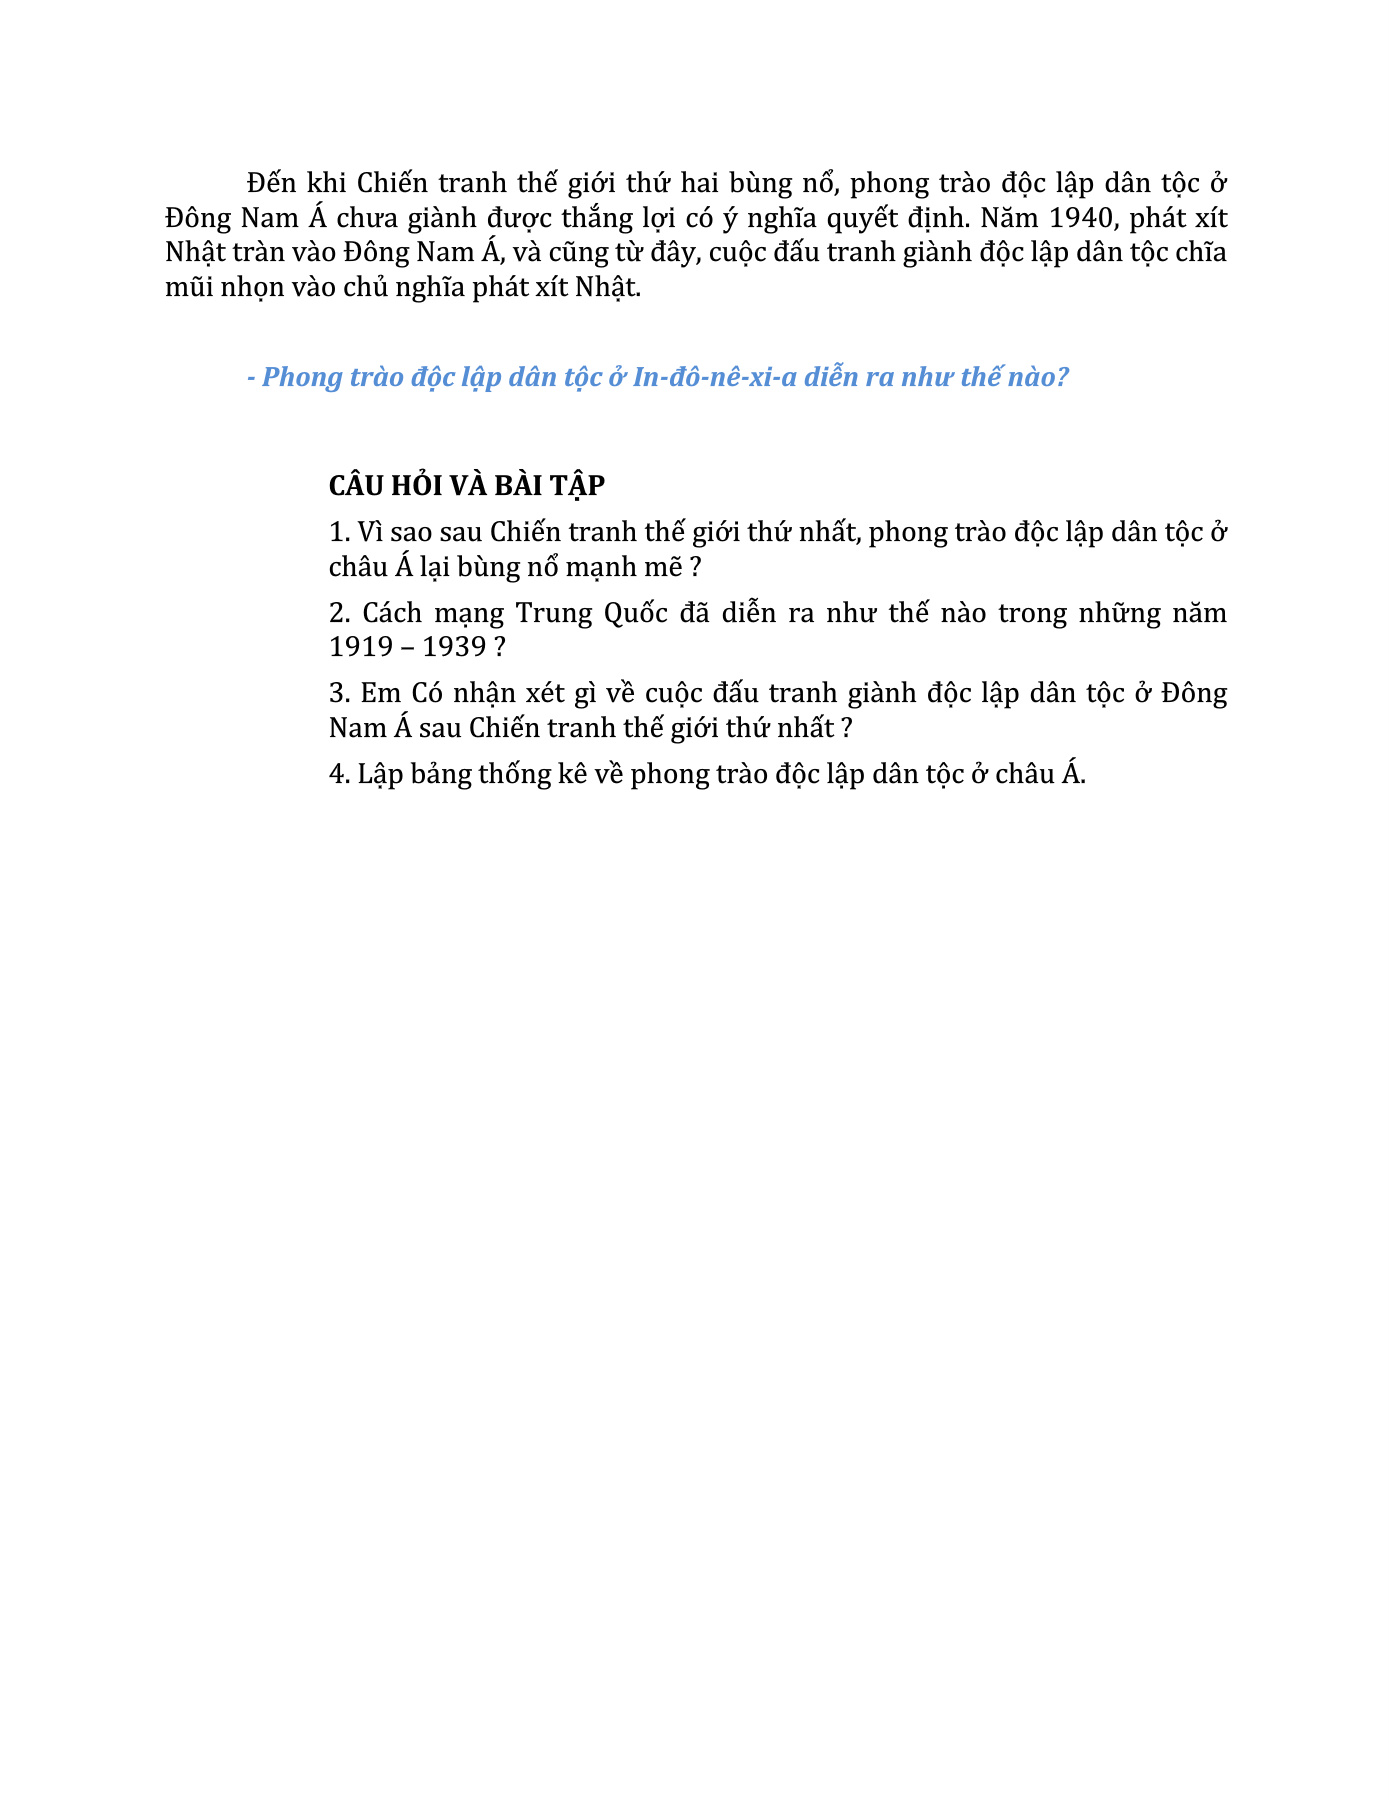 Đến khi Chiến tranh thế giới thứ hai bùng nổ, phong trào độc lập dân tộc ở
Đông Nam Á chưa giành được thắng lợi có ý nghĩa quyết định. Năm 1940, phát xít
Nhật tràn vào Đông Nam Á, và cũng từ đây, cuộc đấu tranh giành độc lập dân tộc chĩa
mũi nhọn vào chủ nghĩa phát xít Nhật.
- Phong trào độc lập dân tộc ở In-đô-nê-xi-a diễn ra như thế nào?
CÂU HỎI VÀ BÀI TẬP
1. Vì sao sau Chiến tranh thế giới thứ nhất, phong trào độc lập dân tộc ở
châu Á lại bùng nổ mạnh mẽ ?
2. Cách mạng Trung Quốc đã diễn ra như thế nào trong những năm
1919 – 1939 ?
3. Em Có nhận xét gì về cuộc đấu tranh giành độc lập dân tộc ở Đông
Nam Á sau Chiến tranh thế giới thứ nhất ?
4. Lập bảng thống kê về phong trào độc lập dân tộc ở châu Á.